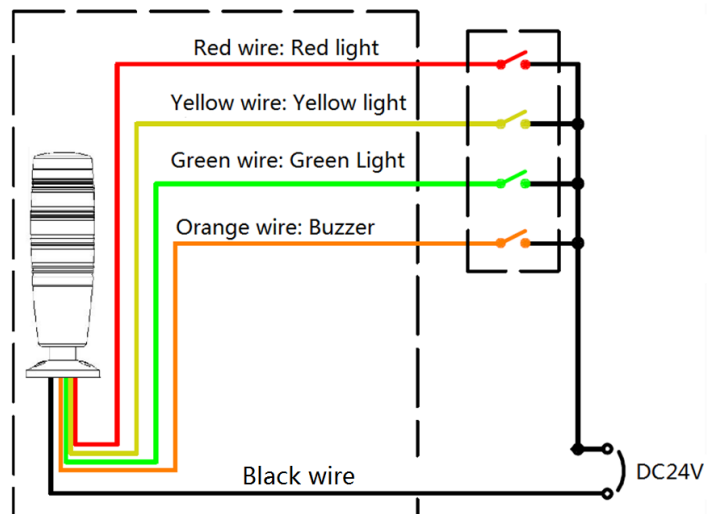 Red wire: Red light
Yellow wire: Yellow light
Green wire: Green Light
Orange wire: Buzzer
Black wire
DC24V